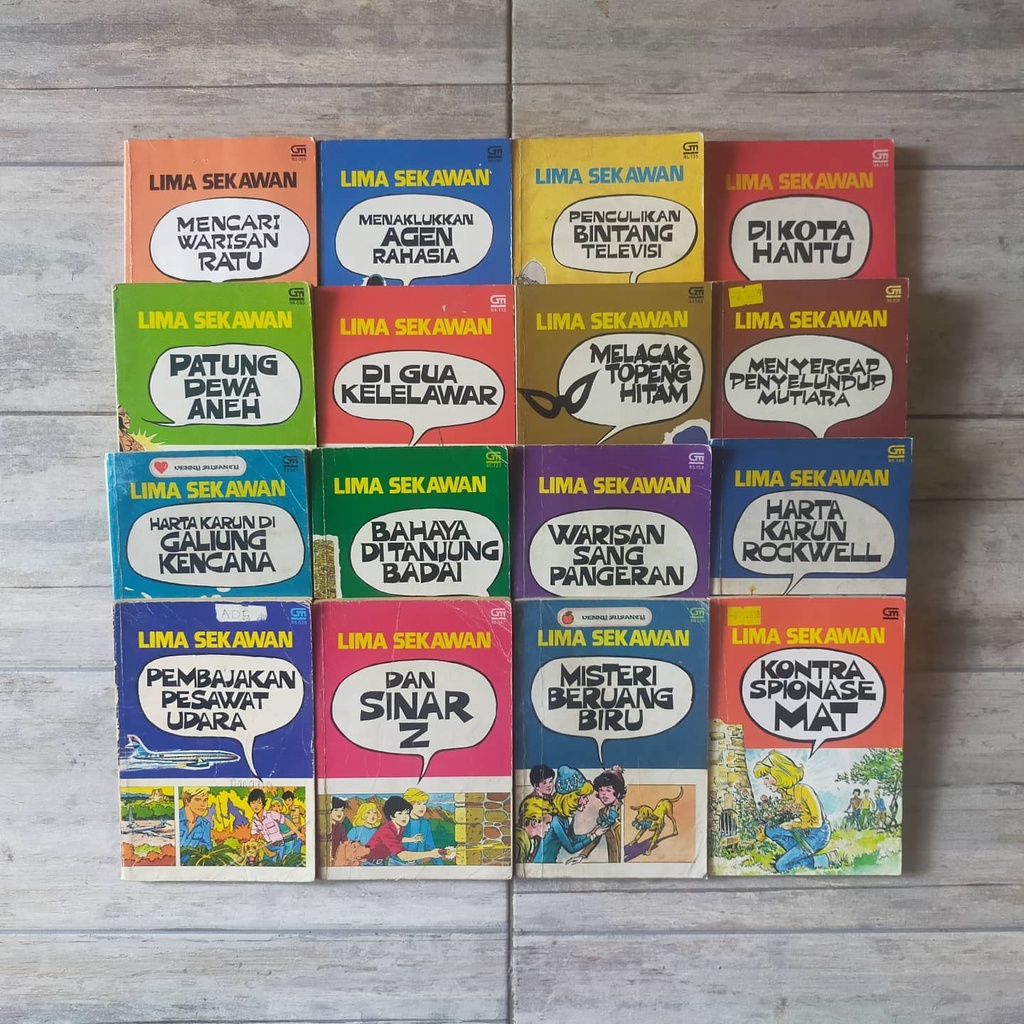 LIMA SEKAWAN
MENCARI
WARISAN
RATU
LIMA SEKAWAN
MENAKLUKKAN
AGEN
RAHASIA
LIMA SEKAWAN
PENCULIKAN
BINTANG
TELEVISI
LIMA SEKAWAN
DI KOTA
HANTU
LIMA SEKAWAN
PATUNG
DEWA
ANEH
LIMA SEKAWAN
DI GUA
KELELAWAR
LIMA SEKAWAN
MELACAK
TOPENG
HITAM
LIMA SEKAWAN
MENYERGAP
PENYELUNDUP
MUTIARA
LIMA SEKAWAN
HARTA KARUN DI
GALIUNG
KENCANA
LIMA SEKAWAN
BAHAYA
DI TANJUNG
BADAI
LIMA SEKAWAN
WARISAN
SANG
PANGERAN
LIMA SEKAWAN
HARTA
KARUN
ROCKWELL
ADS
LIMA SEKAWAN
PEMBAJAKAN
PESAWAT
UDARA
LIMA SEKAWAN
DAN
SINAR
Z
LIMA SEKAWAN
MISTERI
BERUANG
BIRU
LIMA SEKAWAN
KONTRA
SPIONASE
MAT